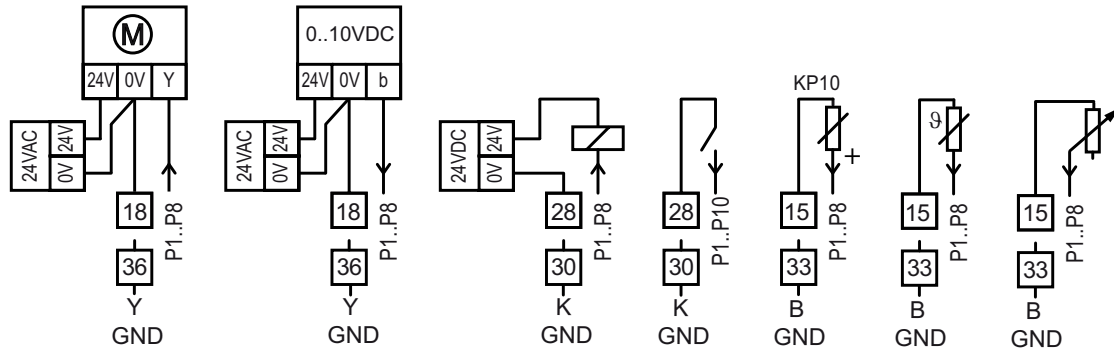 M
24V 0V Y
24VAC
24V
0V
18
36
P1..P8
Y
GND
0..10VDC
24V 0V b
24VAC
24V
0V
18
36
P1..P8
Y
GND
24VDC
24V
0V
28
30
P1..P8
K
GND
28
30
P1..P10
K
GND
KP10
+
15
33
P1..P8
B
GND
ϑ
15
33
P1..P8
B
GND
15
33
P1..P8
B
GND